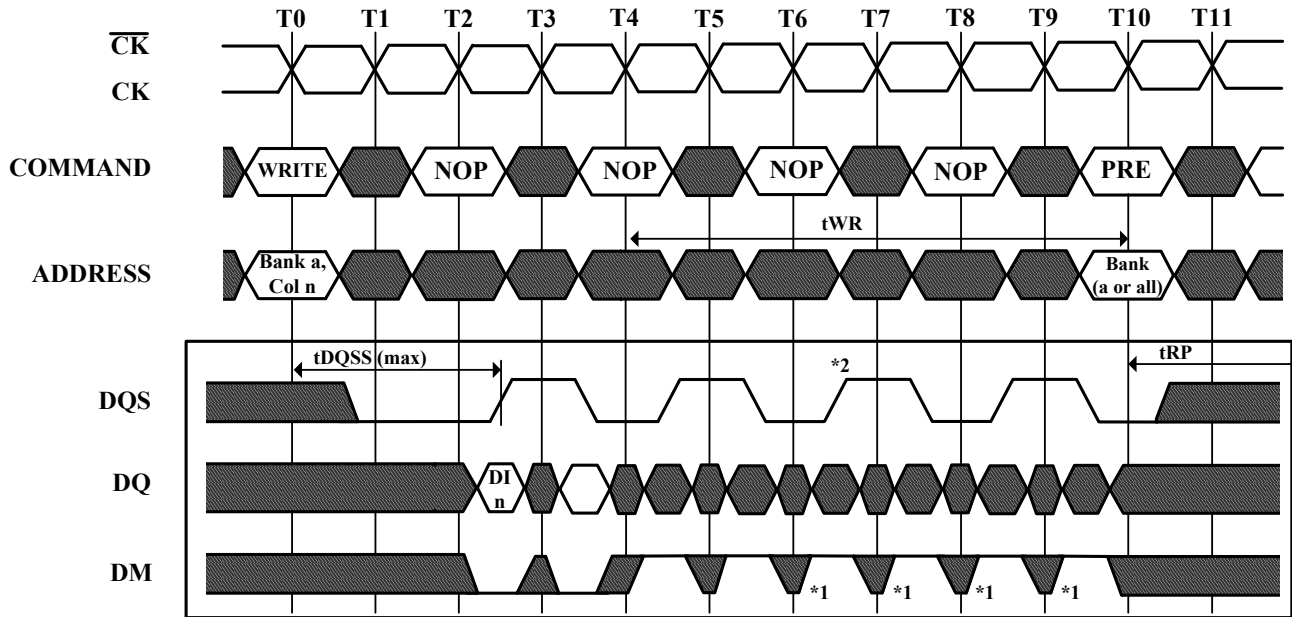 T0 T1 T2 T3 T4 T5 T6 T7 T8 T9 T10 T11
CK
CK
COMMAND WRITE NOP NOP NOP NOP PRE
tWR
ADDRESS Bank a, Col n Bank (a or all)
tDQSS (max) *2 tRP
DQS
DQ DI n
DM *1 *1 *1 *1